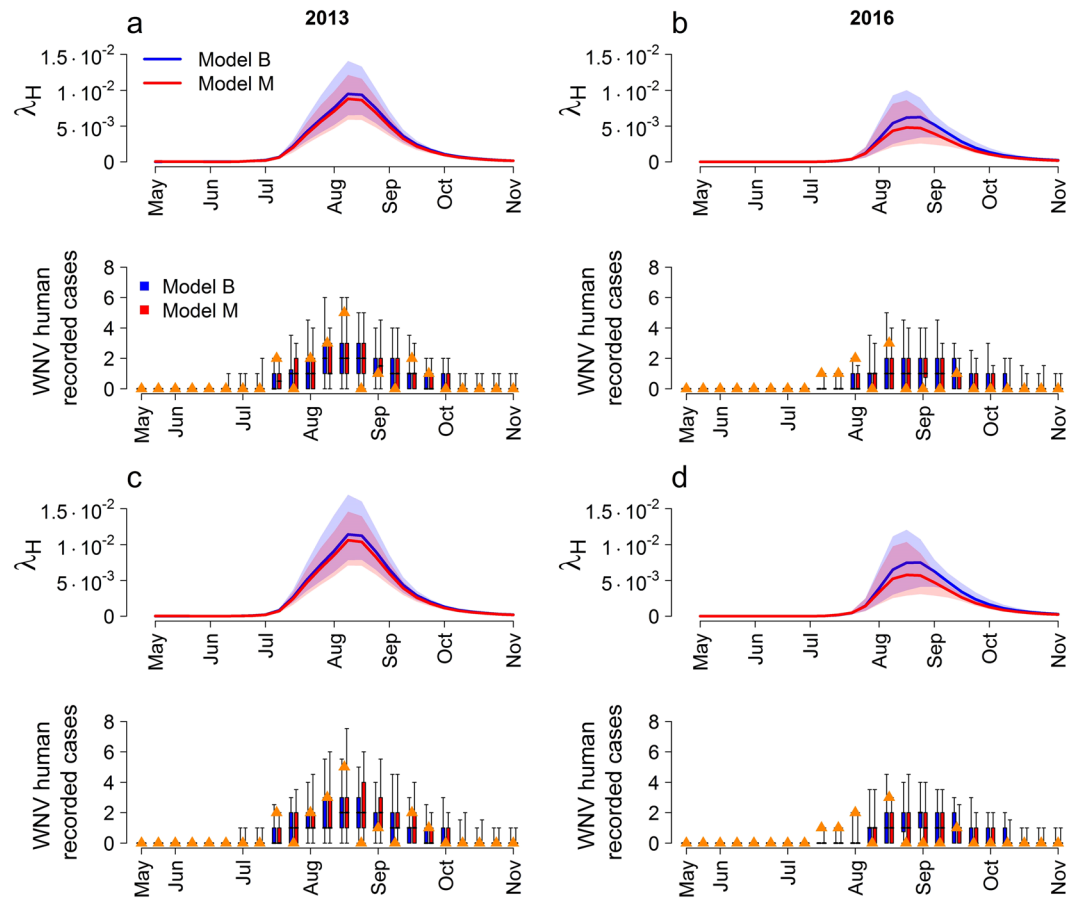 a 2013
b 2016
λH
1.5·10-2
1·10-2
5·10-3
0
Model B
Model M
May Jun Jul Aug Sep Oct Nov
λH
1.5·10-2
1·10-2
5·10-3
0
May Jun Jul Aug Sep Oct Nov
WNV human
recorded cases
8
6
4
2
0
Model B
Model M
May Jun Jul Aug Sep Oct Nov
WNV human
recorded cases
8
6
4
2
0
May Jun Jul Aug Sep Oct Nov
c
d
λH
1.5·10-2
1·10-2
5·10-3
0
May Jun Jul Aug Sep Oct Nov
λH
1.5·10-2
1·10-2
5·10-3
0
May Jun Jul Aug Sep Oct Nov
WNV human
recorded cases
8
6
4
2
0
May Jun Jul Aug Sep Oct Nov
WNV human
recorded cases
8
6
4
2
0
May Jun Jul Aug Sep Oct Nov